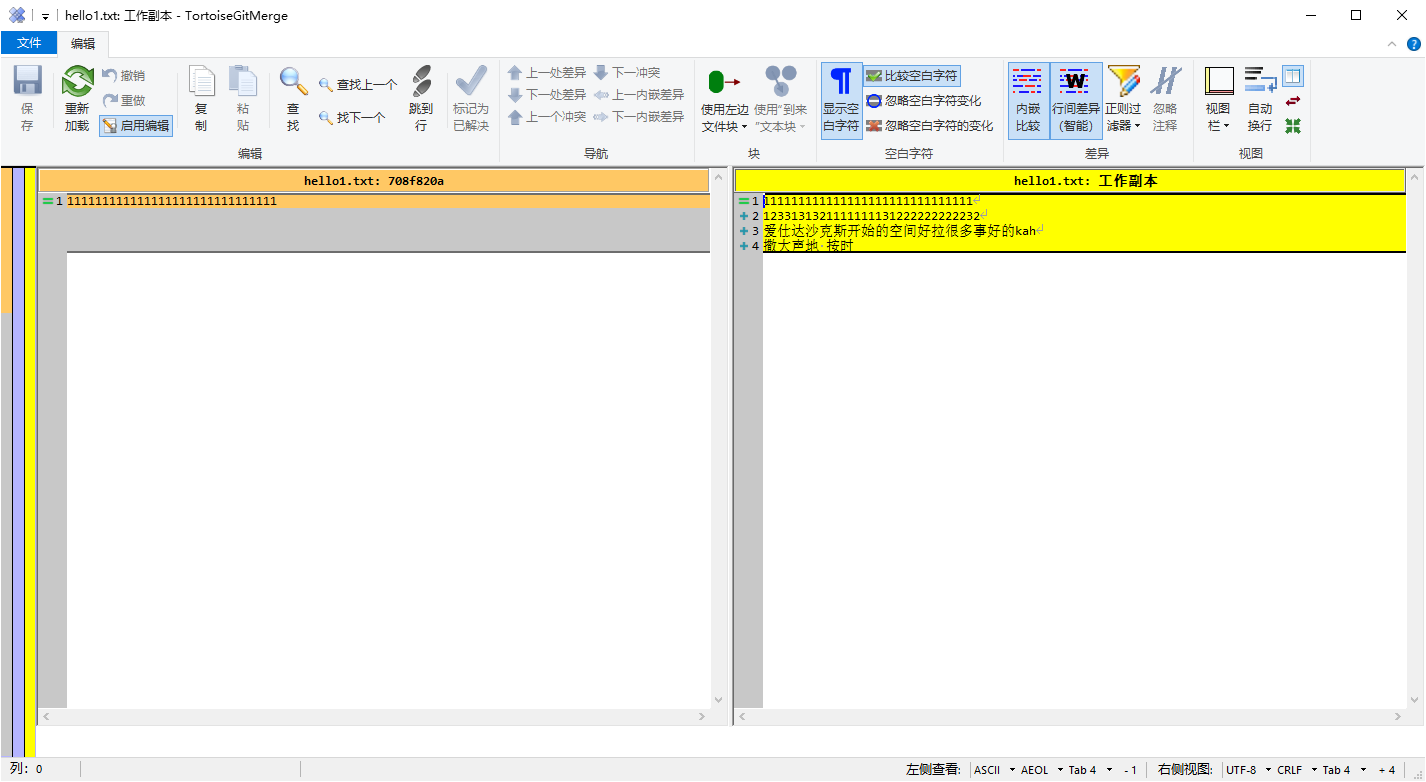 hello1.txt: 工作副本 - TortoiseGitMerge
文件
编辑
保存
重新加载
撤销
重做
启用编辑
复制
粘贴
查找
查找上一个
找下一个
跳到行
标记为已解决
编辑
上一处差异
下一处差异
上一个冲突
下一冲突
上一内嵌差异
下一内嵌差异
导航
使用左边文件块
使用“到来”文本块
块
显示空白字符
比较空白字符
忽略空白字符变化
忽略空白字符的变化
空白字符
内嵌比较
行间差异(智能)
正则过滤器
忽略注释
差异
视图栏
自动换行
视图
hello1.txt: 708f820a
1 111111111111111111111111111111
hello1.txt: 工作副本
1 111111111111111111111111111111
2 1233131321111111131222222222232
3 爱仕达沙克斯开始的空间好拉很多事好的kah
4 撒大声地·按时
列: 0
左侧查看: ASCII AEOL Tab 4 - 1
右侧视图: UTF-8 CRLF Tab 4 + 4